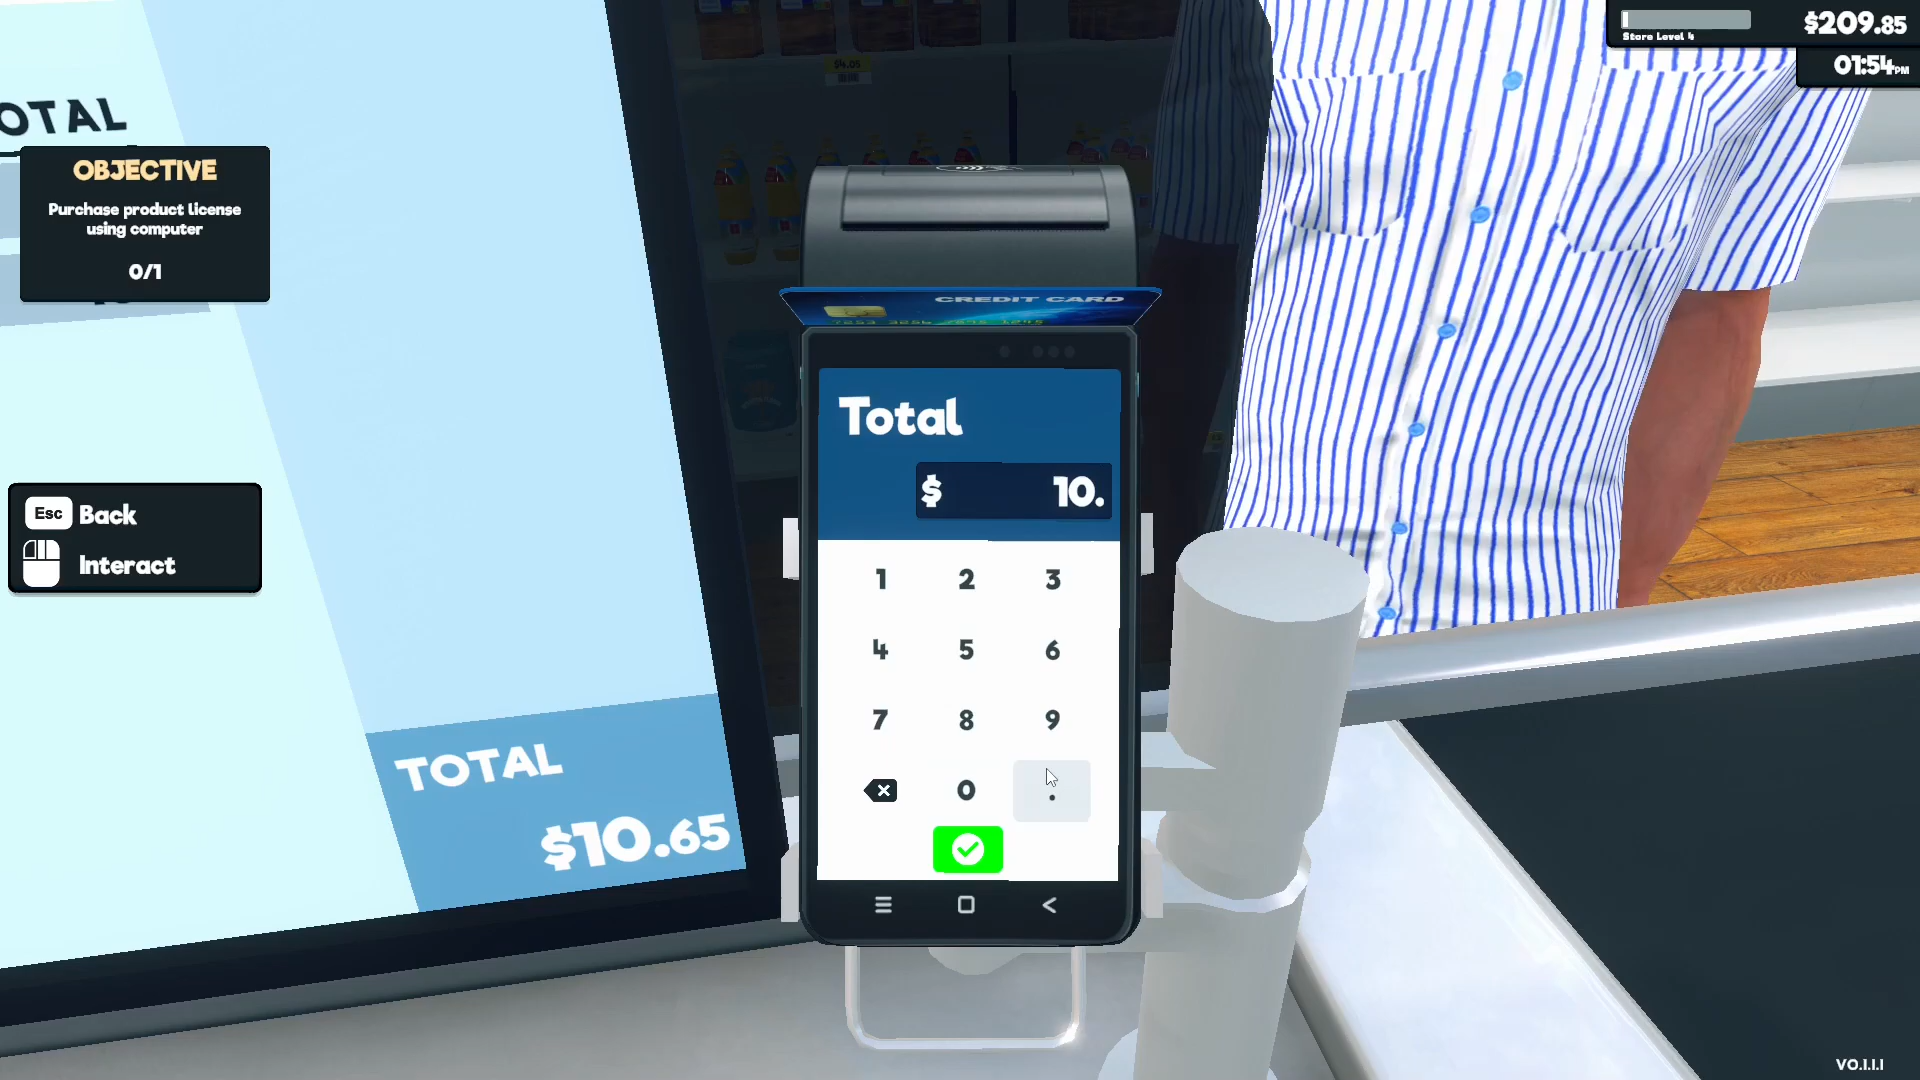 $209.85
Store Level 4
01:54PM
$4.05
OTAL
OBJECTIVE
Purchase product license
using computer
0/1
CREDIT CARD
Total
$ 10.
Esc Back
Interact
1 2 3
4 5 6
7 8 9
0 .
TOTAL
$10.65
V0.1.1.1